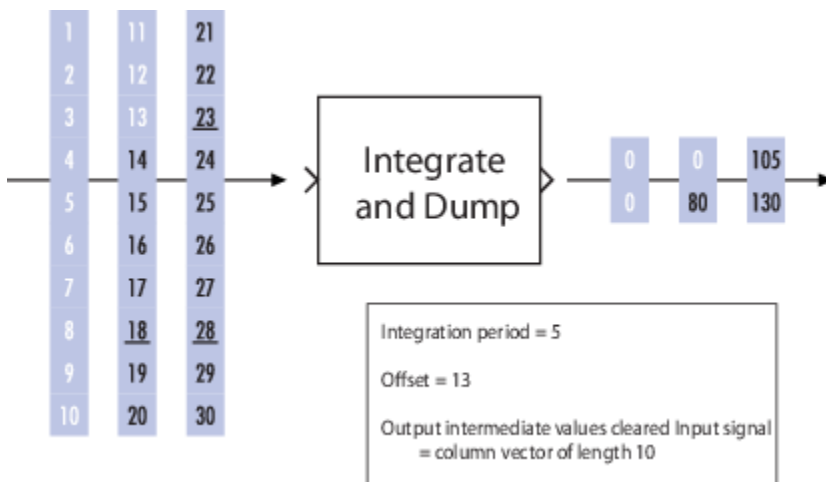 1 11 21
2 12 22
3 13 23
4 14 24
5 15 25
6 16 26
7 17 27
8 18 28
9 19 29
10 20 30
Integrate
and Dump
0 0 105
0 80 130
Integration period = 5
Offset = 13
Output intermediate values cleared Input signal
= column vector of length 10